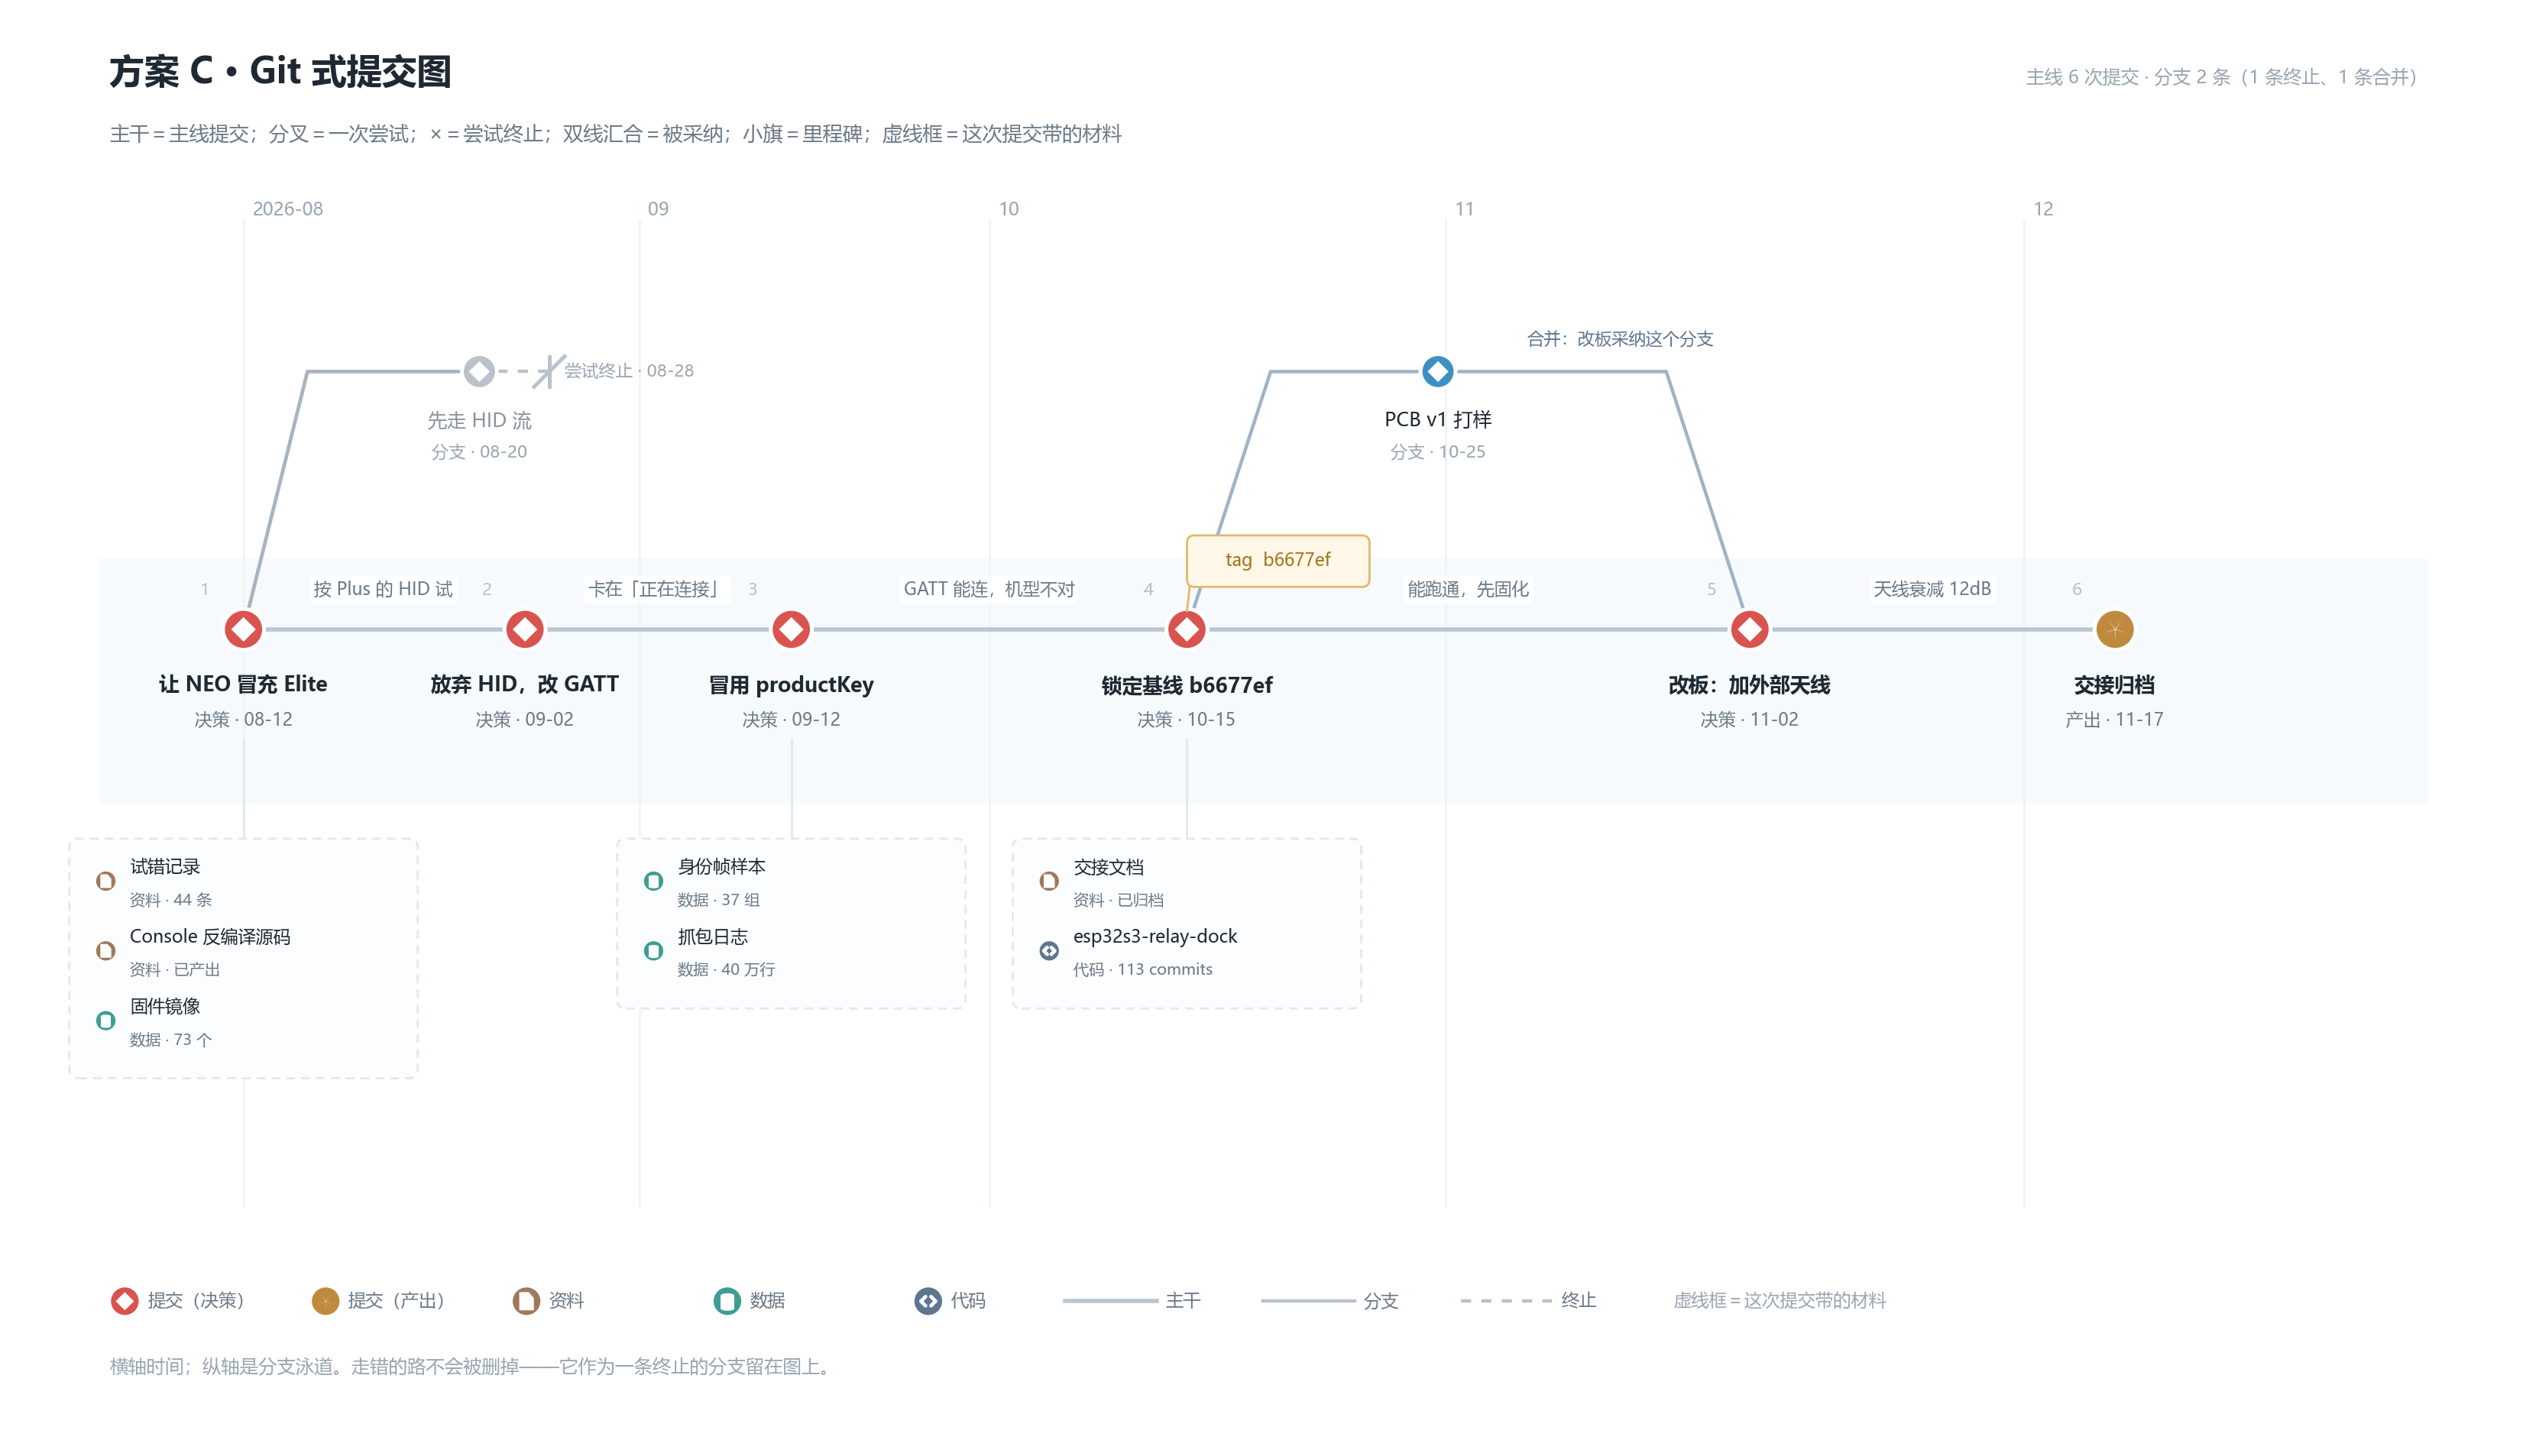 方案 C · Git 式提交图
主线 6 次提交 · 分支 2 条（1 条终止、1 条合并）
主干 = 主线提交；分叉 = 一次尝试；× = 尝试终止；双线汇合 = 被采纳；小旗 = 里程碑；虚线框 = 这次提交带的材料
2026-08
09
10
11
12
合并：改板采纳这个分支
尝试终止 · 08-28
先走 HID 流
分支 · 08-20
PCB v1 打样
分支 · 10-25
tag b6677ef
1
按 Plus 的 HID 试
2
卡在「正在连接」
3
GATT 能连，机型不对
4
能跑通，先固化
5
天线衰减 12dB
6
让 NEO 冒充 Elite
决策 · 08-12
放弃 HID，改 GATT
决策 · 09-02
冒用 productKey
决策 · 09-12
锁定基线 b6677ef
决策 · 10-15
改板：加外部天线
决策 · 11-02
交接归档
产出 · 11-17
试错记录
资料 · 44 条
Console 反编译源码
资料 · 已产出
固件镜像
数据 · 73 个
身份帧样本
数据 · 37 组
抓包日志
数据 · 40 万行
交接文档
资料 · 已归档
esp32s3-relay-dock
代码 · 113 commits
提交（决策）
提交（产出）
资料
数据
代码
主干
分支
终止
虚线框 = 这次提交带的材料
横轴时间；纵轴是分支泳道。走错的路不会被删掉——它作为一条终止的分支留在图上。